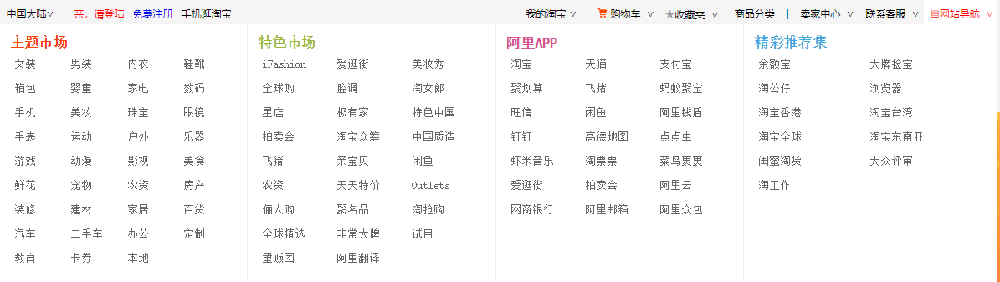 中国大陆˅ 亲，请登陆 免费注册 手机逛淘宝 我的淘宝 ˅ 购物车 ˅ ★收藏夹 ˅ 商品分类 | 卖家中心 ˅ 联系客服 ˅ ▤网站导航 ˅
主题市场
女装 男装 内衣 鞋靴
箱包 婴童 家电 数码
手机 美妆 珠宝 眼镜
手表 运动 户外 乐器
游戏 动漫 影视 美食
鲜花 宠物 农资 房产
装修 建材 家居 百货
汽车 二手车 办公 定制
教育 卡券 本地
特色市场
iFashion 爱逛街 美妆秀
全球购 腔调 淘女郎
星店 极有家 特色中国
拍卖会 淘宝众筹 中国质造
飞猪 亲宝贝 闲鱼
农资 天天特价 Outlets
俪人购 聚名品 淘抢购
全球精选 非常大牌 试用
量贩团 阿里翻译
阿里APP
淘宝 天猫 支付宝
聚划算 飞猪 蚂蚁聚宝
旺信 闲鱼 阿里钱盾
钉钉 高德地图 点点虫
虾米音乐 淘票票 菜鸟裹裹
爱逛街 拍卖会 阿里云
网商银行 阿里邮箱 阿里众包
精彩推荐集
余额宝 大牌捡宝
淘公仔 浏览器
淘宝香港 淘宝台湾
淘宝全球 淘宝东南亚
闺蜜淘货 大众评审
淘工作